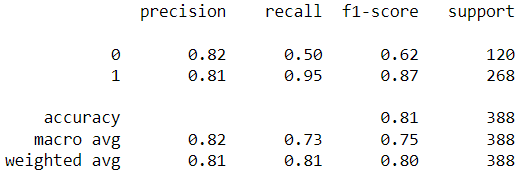 precision recall f1-score support
0 0.82 0.50 0.62 120
1 0.81 0.95 0.87 268
accuracy 0.81 388
macro avg 0.82 0.73 0.75 388
weighted avg 0.81 0.81 0.80 388